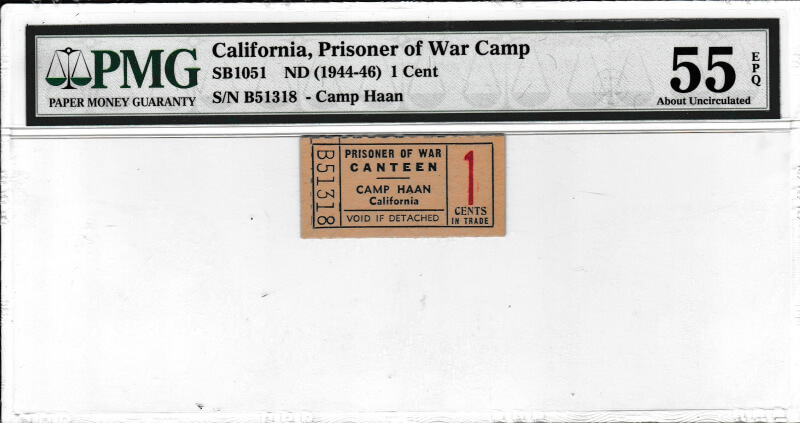 PMG
PAPER MONEY GUARANTY
California, Prisoner of War Camp
SB1051 ND (1944-46) 1 Cent
S/N B51318 - Camp Haan
55
EPQ
About Uncirculated
B51318
PRISONER OF WAR
CANTEEN
CAMP HAAN
California
VOID IF DETACHED
1
CENTS
IN TRADE